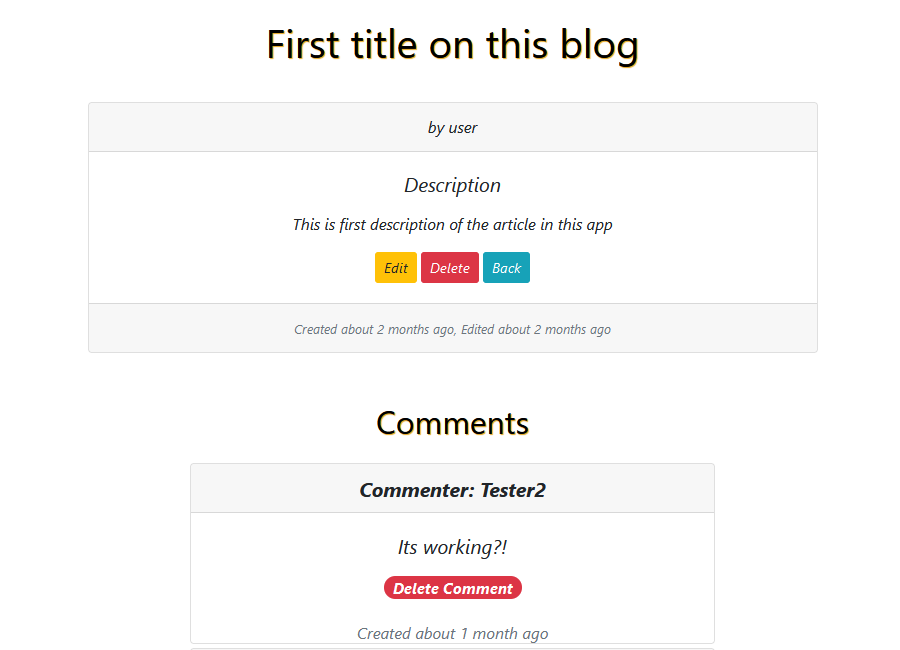 First title on this blog
by user
Description
This is first description of the article in this app
Edit Delete Back
Created about 2 months ago, Edited about 2 months ago
Comments
Commenter: Tester2
Its working?!
Delete Comment
Created about 1 month ago